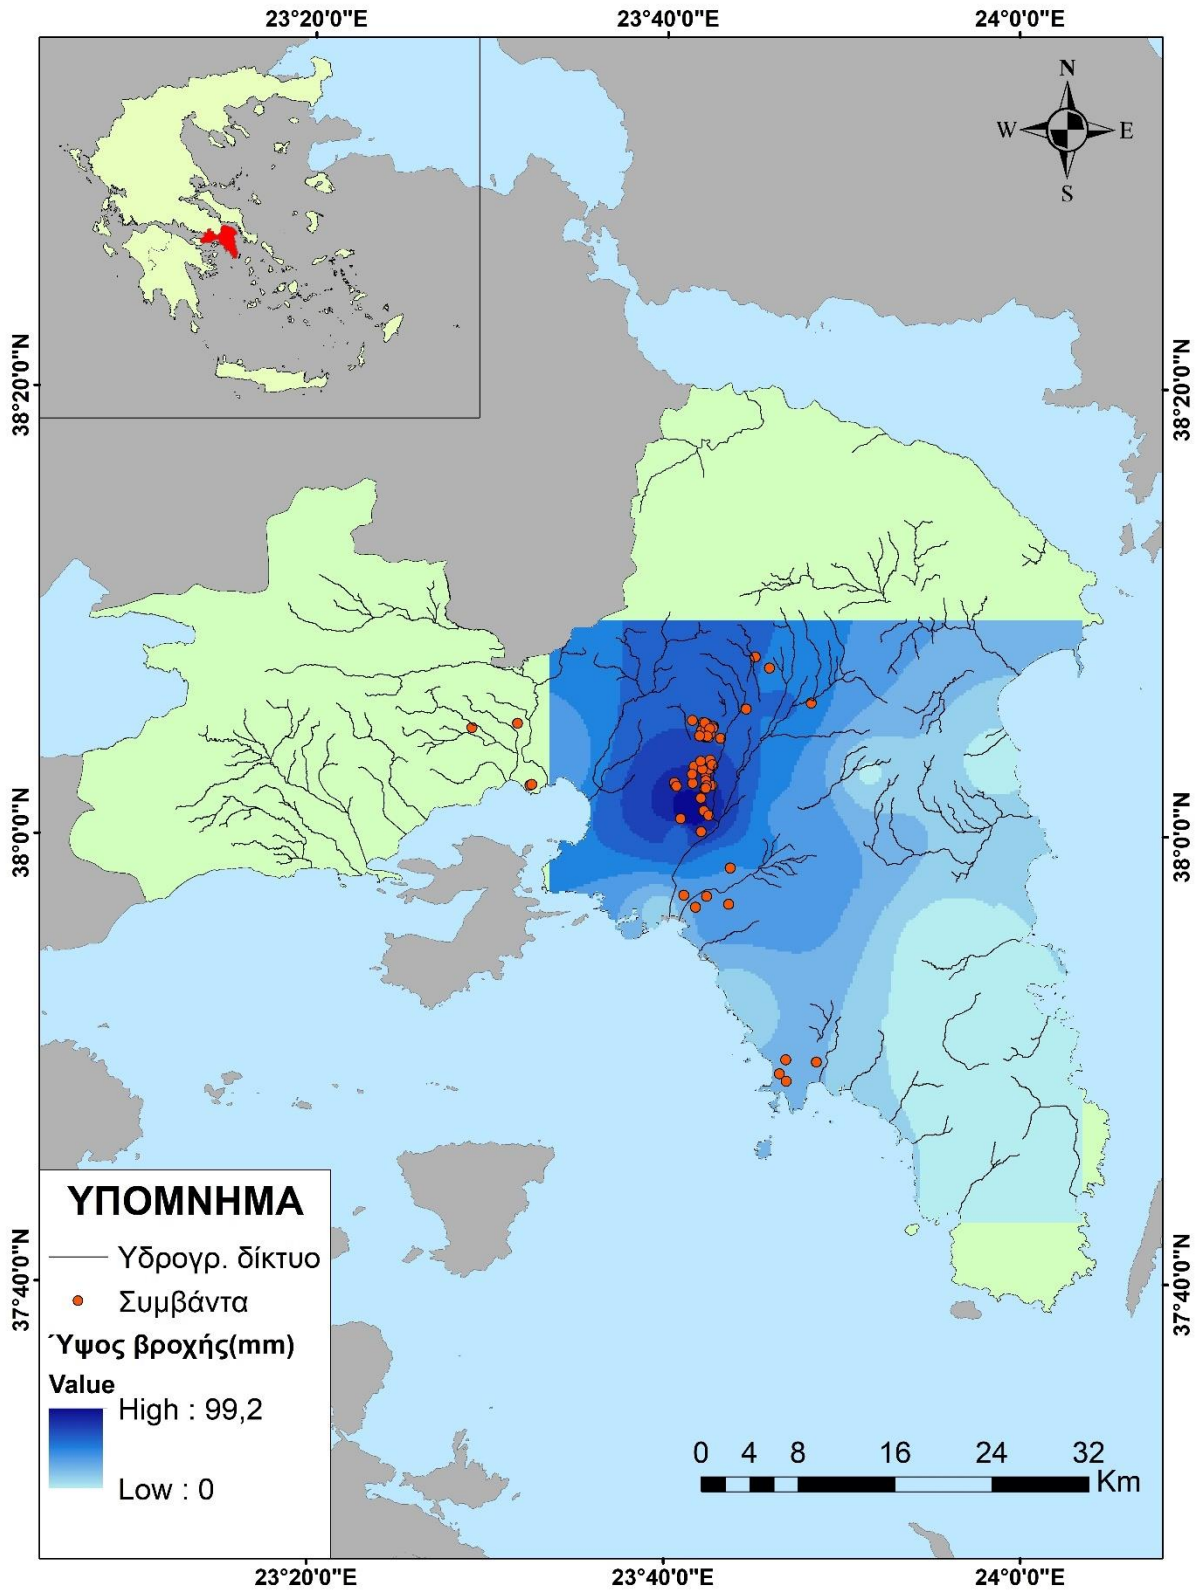 23°20'0"E 23°40'0"E 24°0'0"E
N
W E
S
38°20'0"N 38°20'0"N
38°0'0"N 38°0'0"N
37°40'0"N 37°40'0"N
ΥΠΟΜΝΗΜΑ
Υδρογρ. δίκτυο
Συμβάντα
Ύψος βροχής(mm)
Value
High : 99,2
Low : 0
0 4 8 16 24 32
Km
23°20'0"E 23°40'0"E 24°0'0"E